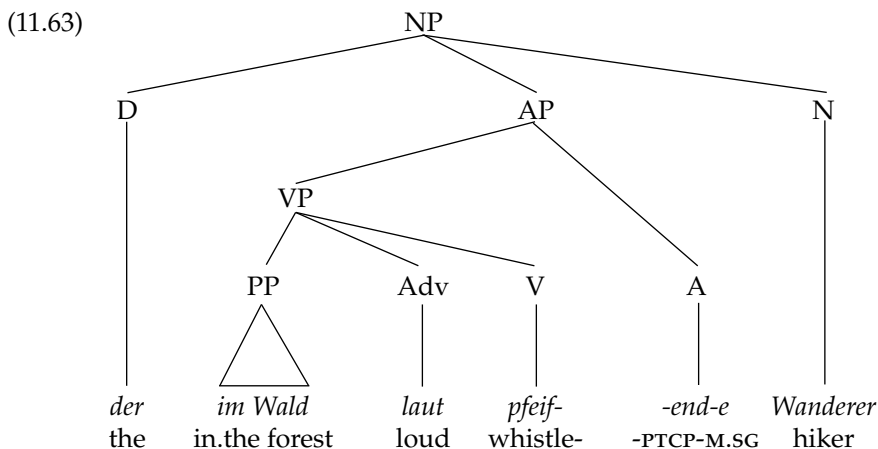 (11.63) NP
D AP N
VP
PP Adv V A
der im Wald laut pfeif- -end-e Wanderer
the in.the forest loud whistle- -PTCP-M.SG hiker